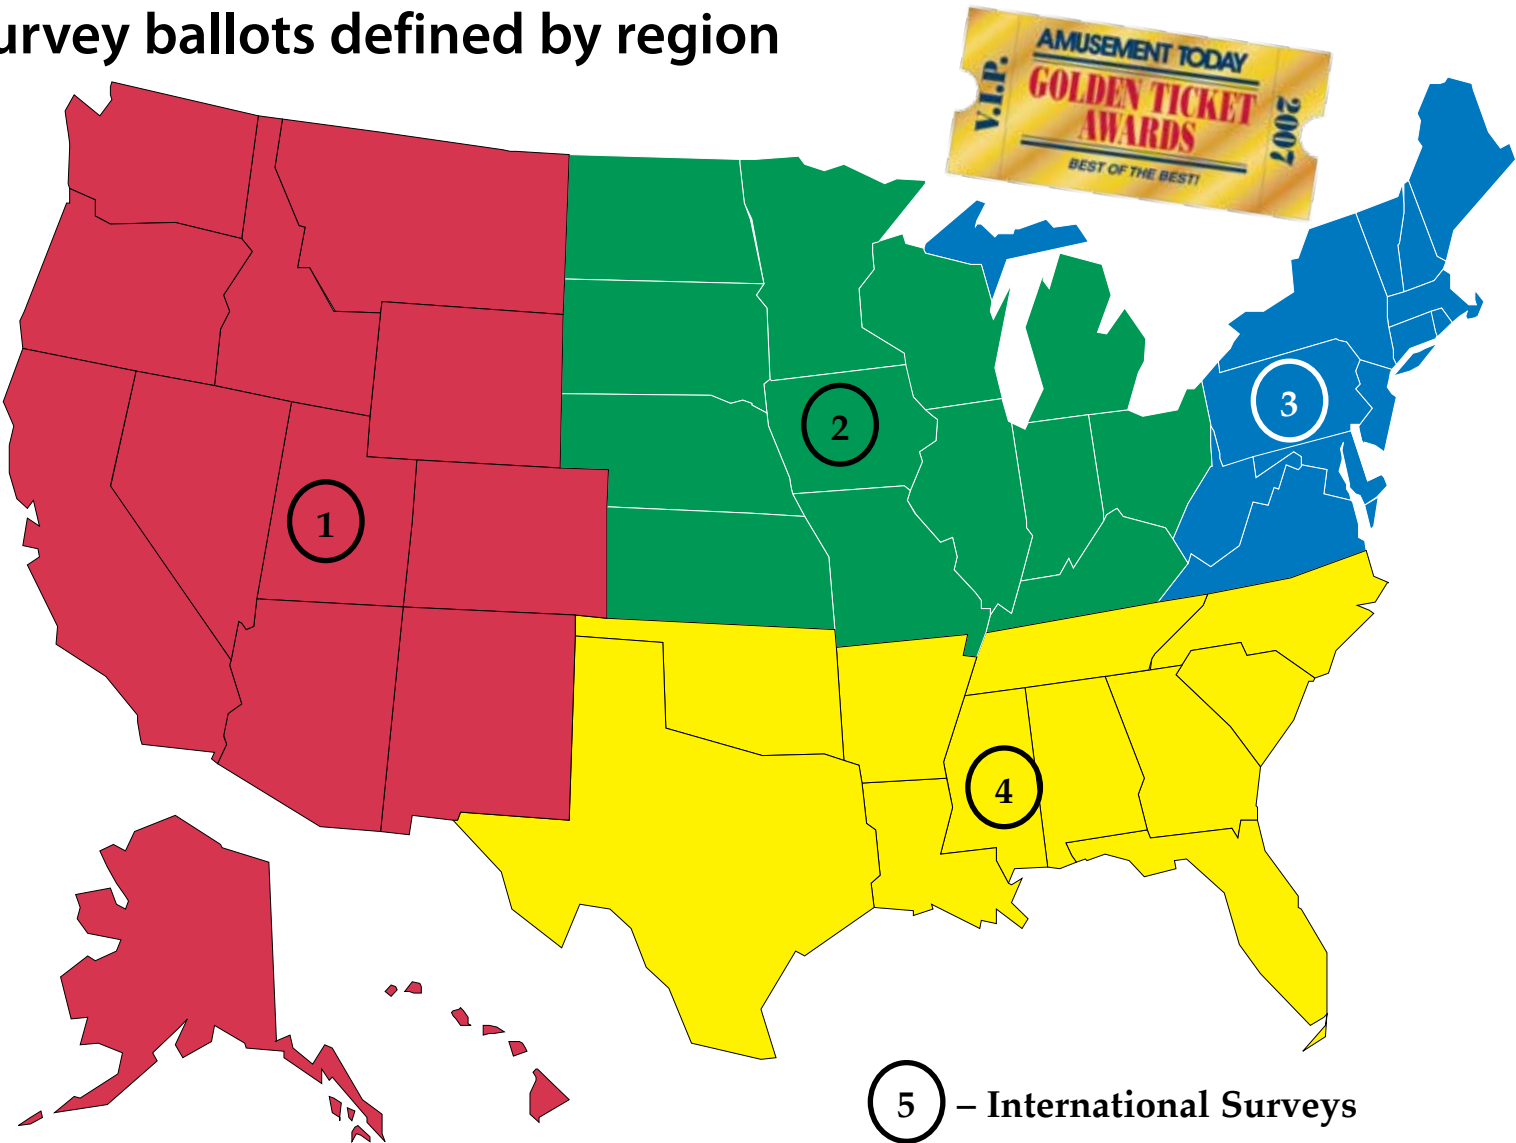 urvey ballots defined by region
V.I.P.
AMUSEMENT TODAY
GOLDEN TICKET
AWARDS
BEST OF THE BEST!
2007
3
2
1
4
5 – International Surveys